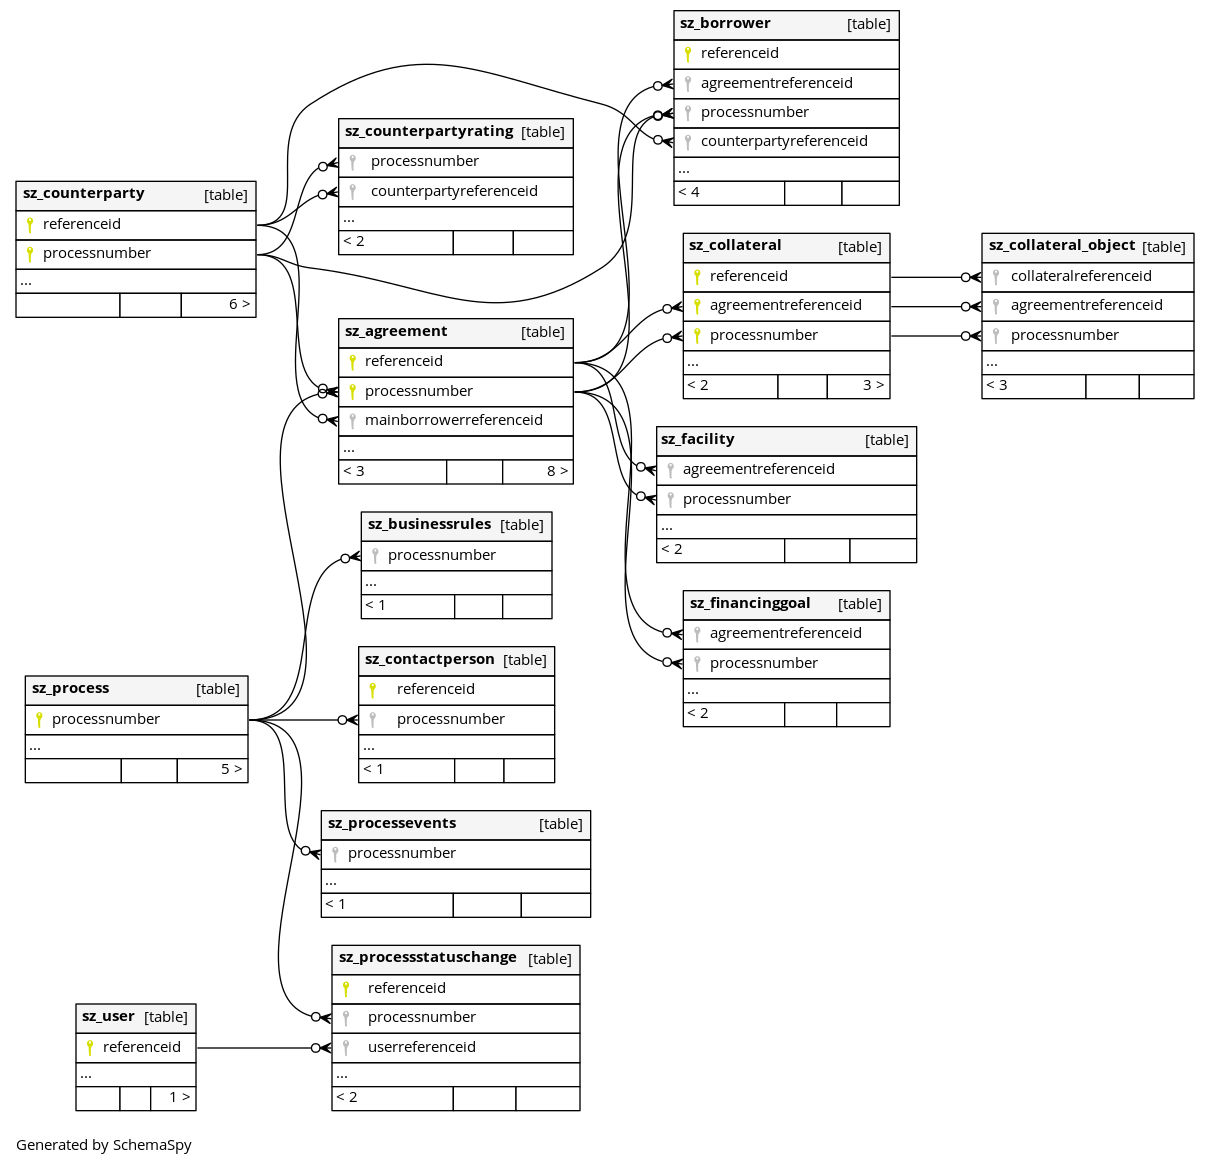 sz_borrower [table]
referenceid
agreementreferenceid
processnumber
counterpartyreferenceid
...
< 4
sz_counterpartyrating [table]
processnumber
counterpartyreferenceid
...
< 2
sz_counterparty [table]
referenceid
processnumber
...
6 >
sz_collateral [table]
referenceid
agreementreferenceid
processnumber
...
< 2 3 >
sz_collateral_object [table]
collateralreferenceid
agreementreferenceid
processnumber
...
< 3
sz_agreement [table]
referenceid
processnumber
mainborrowerreferenceid
...
< 3 8 >
sz_facility [table]
agreementreferenceid
processnumber
...
< 2
sz_businessrules [table]
processnumber
...
< 1
sz_financinggoal [table]
agreementreferenceid
processnumber
...
< 2
sz_contactperson [table]
referenceid
processnumber
...
< 1
sz_process [table]
processnumber
...
5 >
sz_processevents [table]
processnumber
...
< 1
sz_processstatuschange [table]
referenceid
processnumber
userreferenceid
...
< 2
sz_user [table]
referenceid
...
1 >
Generated by SchemaSpy